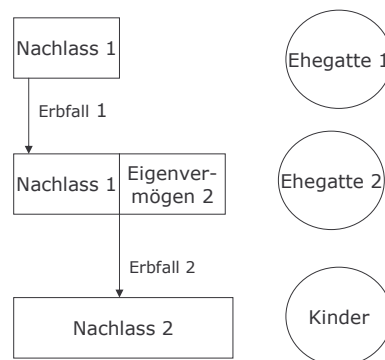 Nachlass 1
Ehegatte 1
Erbfall 1
Nachlass 1
Eigenver-
mögen 2
Ehegatte 2
Erbfall 2
Nachlass 2
Kinder